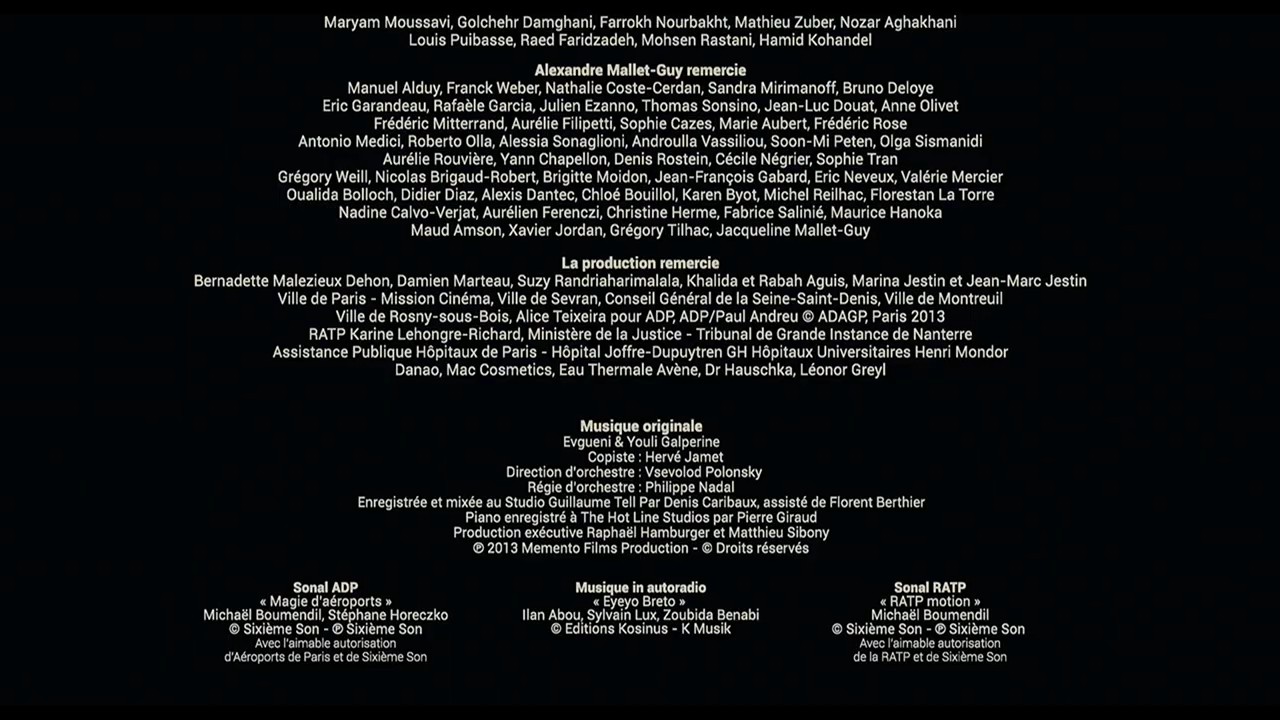 Maryam Moussavi, Golchehr Damghani, Farrokh Nourbakht, Mathieu Zuber, Nozar Aghakhani
Louis Puibasse, Raed Faridzadeh, Mohsen Rastani, Hamid Kohandel
Alexandre Mallet-Guy remercie
Manuel Alduy, Franck Weber, Nathalie Coste-Cerdan, Sandra Mirimanoff, Bruno Deloye
Eric Garandeau, Rafaèle Garcia, Julien Ezanno, Thomas Sonsino, Jean-Luc Douat, Anne Olivet
Frédéric Mitterrand, Aurélie Filipetti, Sophie Cazes, Marie Aubert, Frédéric Rose
Antonio Medici, Roberto Olla, Alessia Sonaglioni, Androulla Vassiliou, Soon-Mi Peten, Olga Sismanidi
Aurélie Rouvière, Yann Chapellon, Denis Rostein, Cécile Négrier, Sophie Tran
Grégory Weill, Nicolas Brigaud-Robert, Brigitte Moidon, Jean-François Gabard, Eric Neveux, Valérie Mercier
Oualida Bolloch, Didier Diaz, Alexis Dantec, Chloé Bouillol, Karen Byot, Michel Reilhac, Florestan La Torre
Nadine Calvo-Verjat, Aurélien Ferenczi, Christine Herme, Fabrice Salinié, Maurice Hanoka
Maud Amson, Xavier Jordan, Grégory Tilhac, Jacqueline Mallet-Guy
La production remercie
Bernadette Malezieux Dehon, Damien Marteau, Suzy Randriaharimalala, Khalida et Rabah Aguis, Marina Jestin et Jean-Marc Jestin
Ville de Paris - Mission Cinéma, Ville de Sevran, Conseil Général de la Seine-Saint-Denis, Ville de Montreuil
Ville de Rosny-sous-Bois, Alice Teixeira pour ADP, ADP/Paul Andreu © ADAGP, Paris 2013
RATP Karine Lehongre-Richard, Ministère de la Justice - Tribunal de Grande Instance de Nanterre
Assistance Publique Hôpitaux de Paris - Hôpital Joffre-Dupuytren GH Hôpitaux Universitaires Henri Mondor
Danao, Mac Cosmetics, Eau Thermale Avène, Dr Hauschka, Léonor Greyl
Musique originale
Evgueni & Youli Galperine
Copiste : Hervé Jamet
Direction d'orchestre : Vsevolod Polonsky
Régie d'orchestre : Philippe Nadal
Enregistrée et mixée au Studio Guillaume Tell Par Denis Caribaux, assisté de Florent Berthier
Piano enregistré à The Hot Line Studios par Pierre Giraud
Production exécutive Raphaël Hamburger et Matthieu Sibony
℗ 2013 Memento Films Production - © Droits réservés
Sonal ADP
« Magie d'aéroports »
Michaël Boumendil, Stéphane Horeczko
© Sixième Son - ℗ Sixième Son
Avec l'aimable autorisation
d'Aéroports de Paris et de Sixième Son
Musique in autoradio
« Eyeyo Breto »
Ilan Abou, Sylvain Lux, Zoubida Benabi
© Editions Kosinus - K Musik
Sonal RATP
« RATP motion »
Michaël Boumendil
© Sixième Son - ℗ Sixième Son
Avec l'aimable autorisation
de la RATP et de Sixième Son